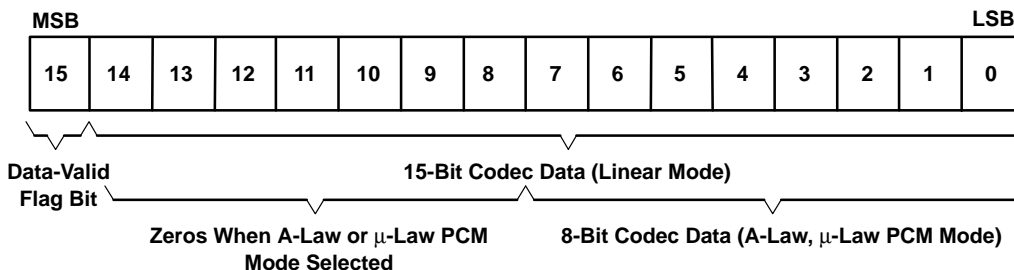 MSB LSB
15 14 13 12 11 10 9 8 7 6 5 4 3 2 1 0
Data-Valid
Flag Bit
15-Bit Codec Data (Linear Mode)
Zeros When A-Law or μ-Law PCM
Mode Selected
8-Bit Codec Data (A-Law, μ-Law PCM Mode)